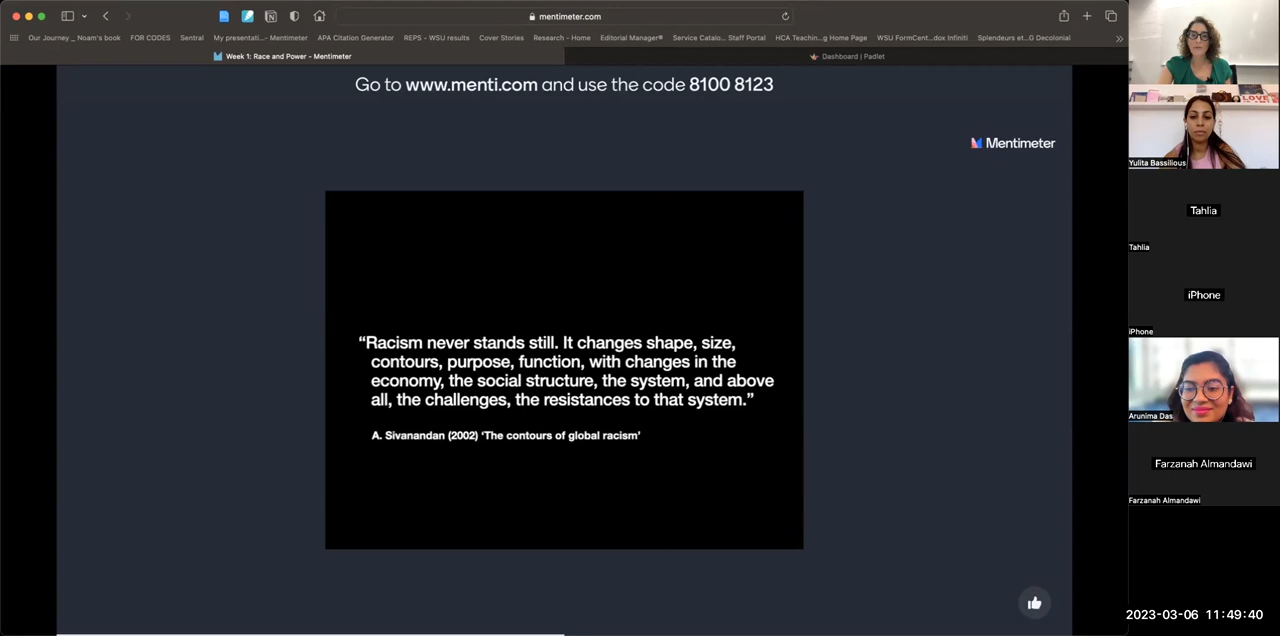 mentimeter.com
Our Journey _ Noam's book
FOR CODES
Sentral
My presentati...- Mentimeter
APA Citation Generator
REPS - WSU results
Cover Stories
Research - Home
Editorial Manager®
Service Catalo... Staff Portal
HCA Teachin...g Home Page
WSU FormCent...dox Infiniti
Splendeurs et...G Decolonial
Week 1: Race and Power - Mentimeter
Dashboard | Padlet
Go to www.menti.com and use the code 8100 8123
Mentimeter
“Racism never stands still. It changes shape, size,
contours, purpose, function, with changes in the
economy, the social structure, the system, and above
all, the challenges, the resistances to that system.”
A. Sivanandan (2002) ‘The contours of global racism’
Yulita Bassilious
Tahlia
Tahlia
iPhone
iPhone
Arunima Das
Farzanah Almandawi
Farzanah Almandawi
2023-03-06 11:49:40